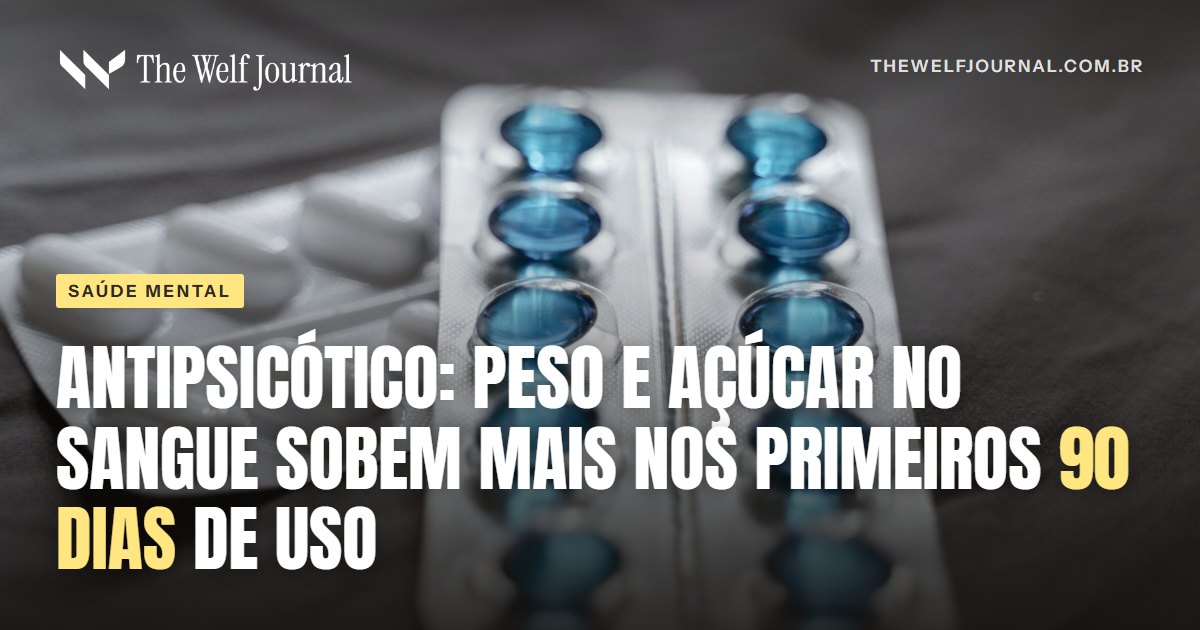 The Welf Journal
THEWELFJOURNAL.COM.BR
SAÚDE MENTAL
ANTIPSICÓTICO: PESO E AÇÚCAR NO
SANGUE SOBEM MAIS NOS PRIMEIROS 90
DIAS DE USO